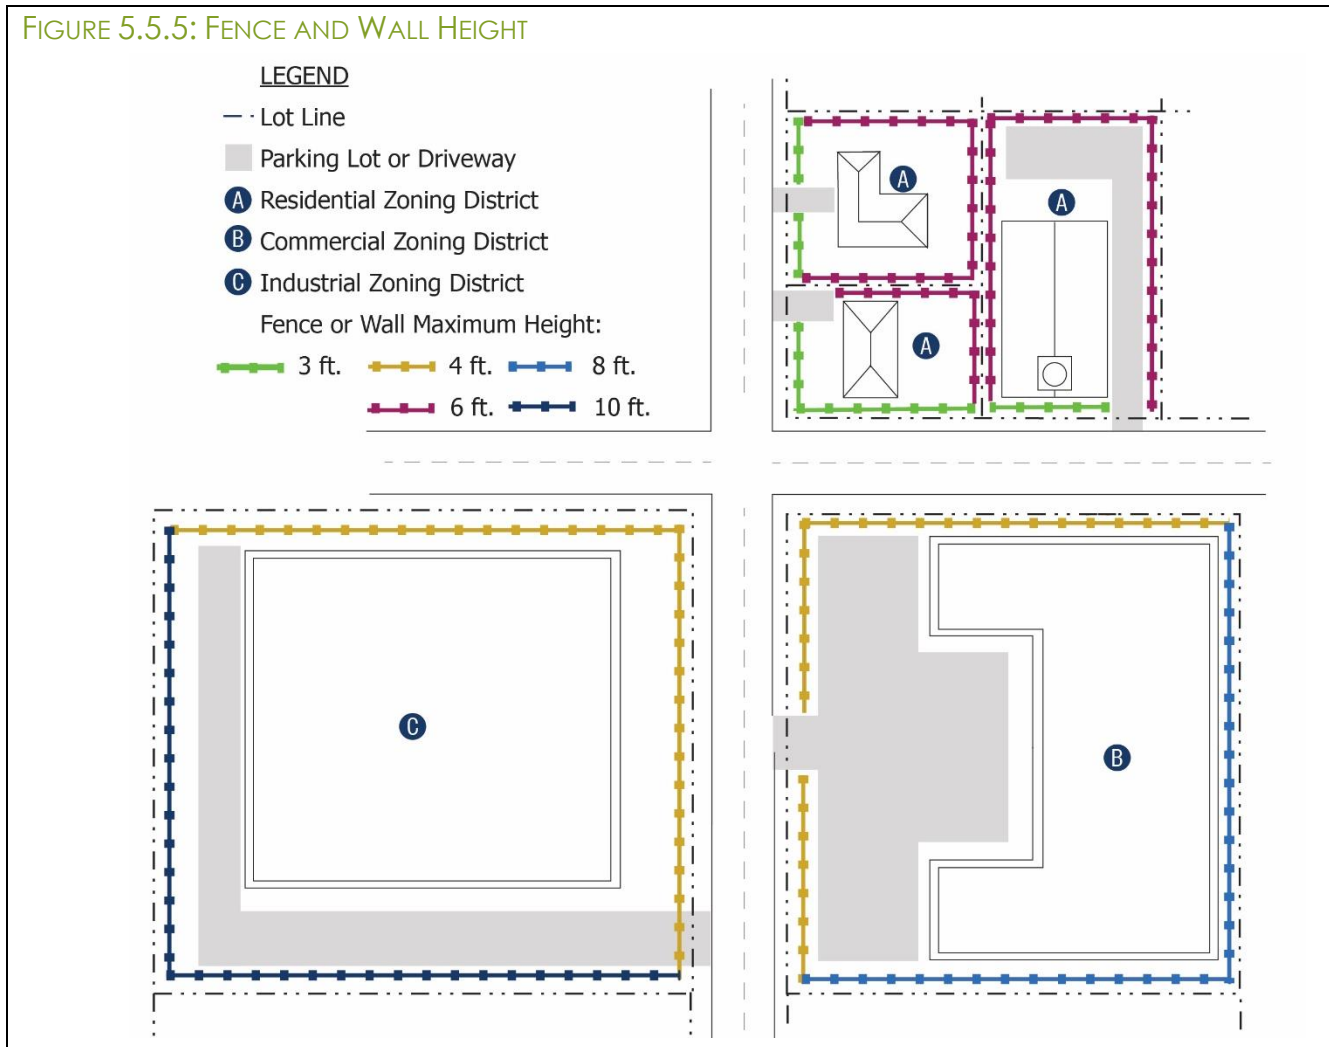 FIGURE 5.5.5: FENCE AND WALL HEIGHT
LEGEND
Lot Line
Parking Lot or Driveway
A Residential Zoning District
B Commercial Zoning District
C Industrial Zoning District
Fence or Wall Maximum Height:
3 ft. 4 ft. 8 ft.
6 ft. 10 ft.
A
A
A
C
B